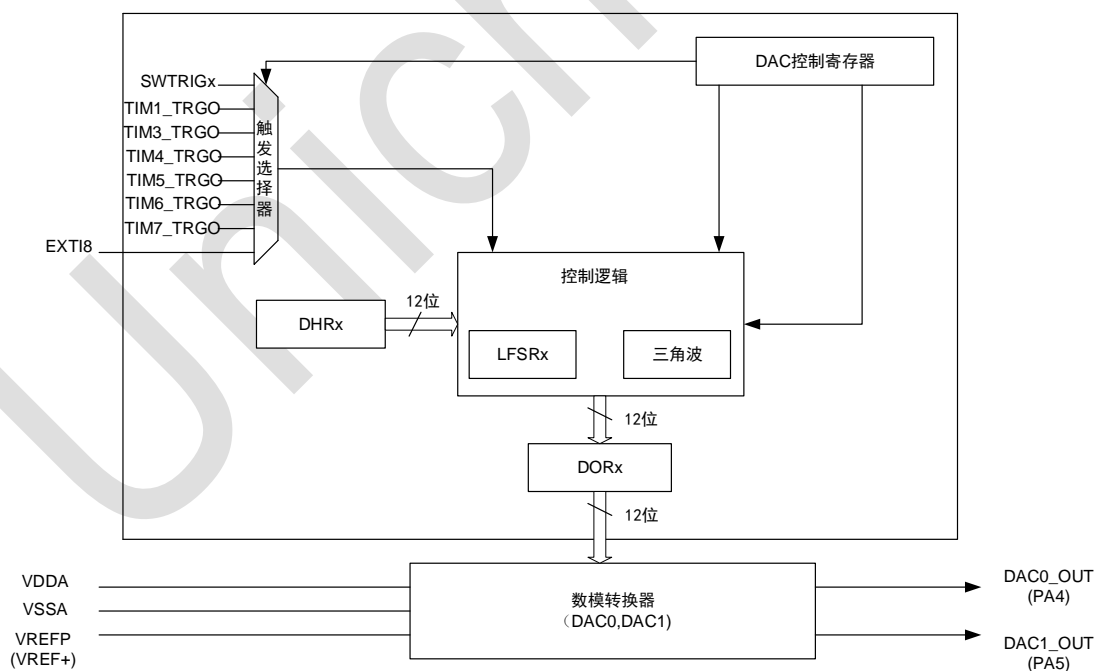 DAC控制寄存器
SWTRIGx
TIM1_TRGO
TIM3_TRGO
TIM4_TRGO
TIM5_TRGO
TIM6_TRGO
TIM7_TRGO
EXTI8
触发选择器
控制逻辑
12位
DHRx
LFSRx
三角波
12位
DORx
12位
VDDA
VSSA
VREFP
(VREF+)
数模转换器
(DAC0,DAC1)
DAC0_OUT
(PA4)
DAC1_OUT
(PA5)